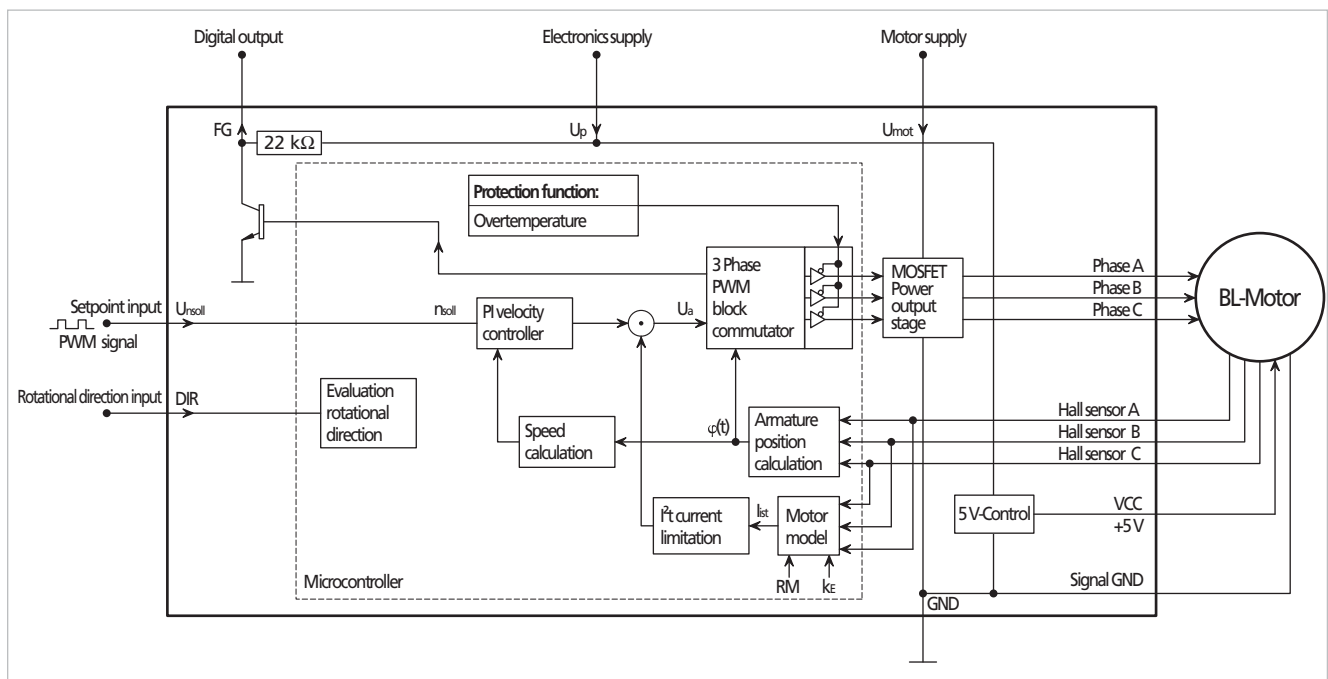 Digital output
Electronics supply
Motor supply
FG
22 kΩ
Up
Umot
Protection function:
Overtemperature
3 Phase
PWM
block
commutator
MOSFET
Power
output
stage
Phase A
Phase B
Phase C
BL-Motor
Setpoint input
PWM signal
Unsoll
nsoll
PI velocity
controller
Ua
Rotational direction input
DIR
Evaluation
rotational
direction
Speed
calculation
φ(t)
Armature
position
calculation
Hall sensor A
Hall sensor B
Hall sensor C
I²t current
limitation
Iist
Motor
model
RM
kE
5 V-Control
VCC
+5 V
Microcontroller
Signal GND
GND